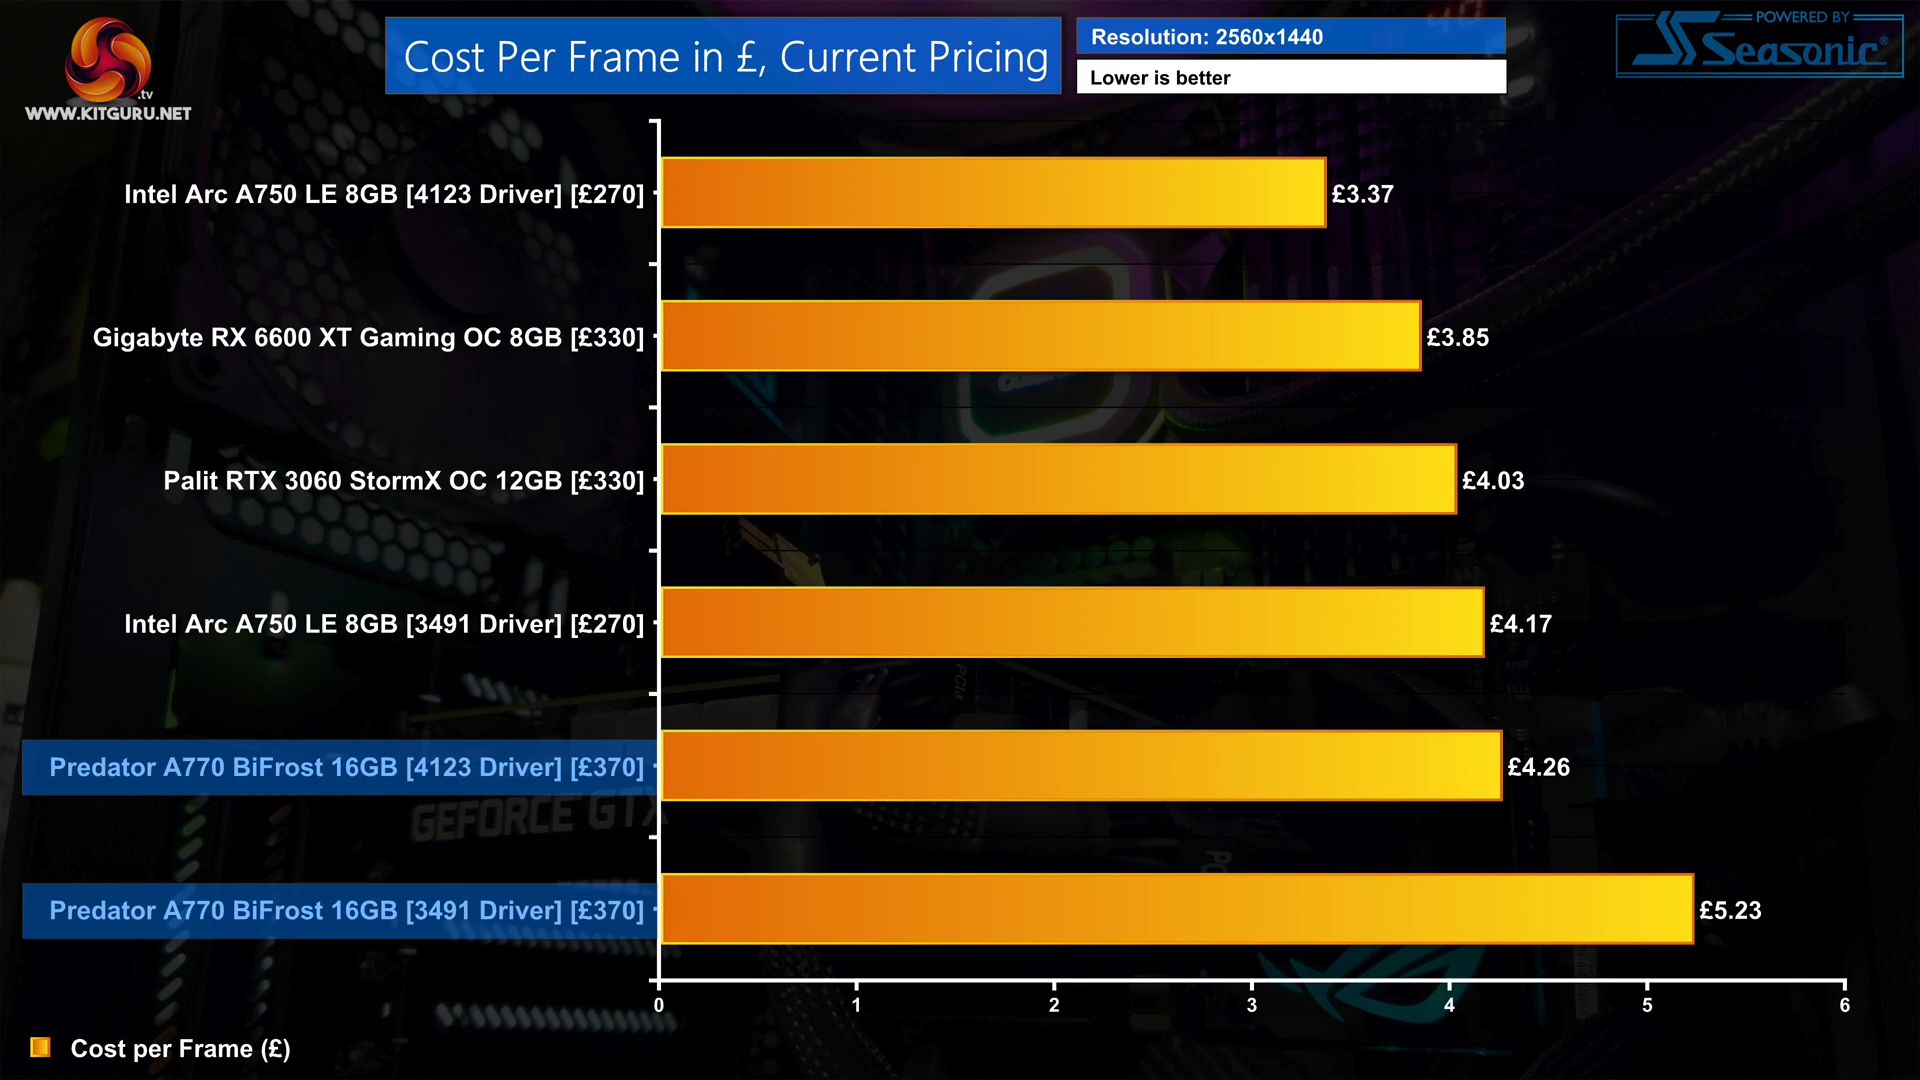 .tv
WWW.KITGURU.NET
Cost Per Frame in £, Current Pricing
Resolution: 2560x1440
Lower is better
POWERED BY
Seasonic®
Intel Arc A750 LE 8GB [4123 Driver] [£270]
£3.37
Gigabyte RX 6600 XT Gaming OC 8GB [£330]
£3.85
Palit RTX 3060 StormX OC 12GB [£330]
£4.03
Intel Arc A750 LE 8GB [3491 Driver] [£270]
£4.17
PCIe
Predator A770 BiFrost 16GB [4123 Driver] [£370]
£4.26
GEFORCE GTX
Predator A770 BiFrost 16GB [3491 Driver] [£370]
£5.23
0 1 2 3 4 5 6
Cost per Frame (£)